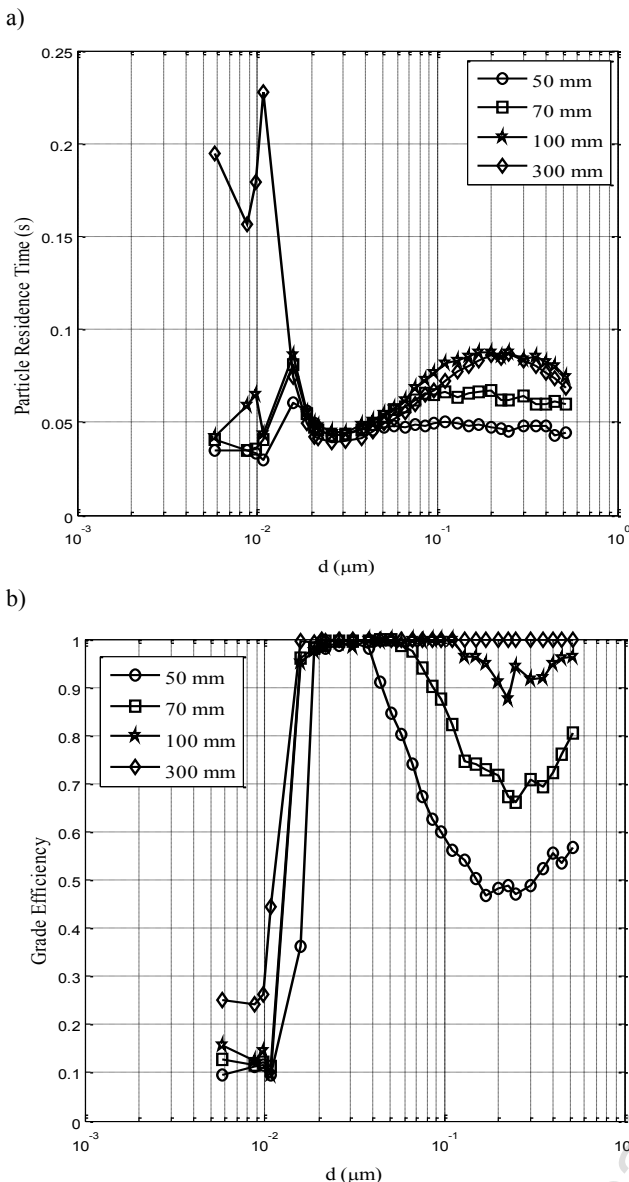 a)
0.25
0.2
0.15
0.1
0.05
0
Particle Residence Time (s)
50 mm
70 mm
100 mm
300 mm
10^-3
10^-2
10^-1
10^0
d (μm)
b)
1
0.9
0.8
0.7
0.6
0.5
0.4
0.3
0.2
0.1
0
Grade Efficiency
50 mm
70 mm
100 mm
300 mm
10^-3
10^-2
10^-1
d (μm)